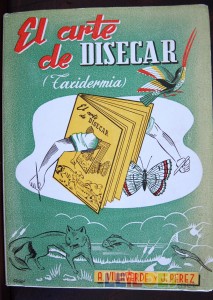 El arte
de DISECAR
(Taxidermia)
El arte
de DISECAR
PEREZ